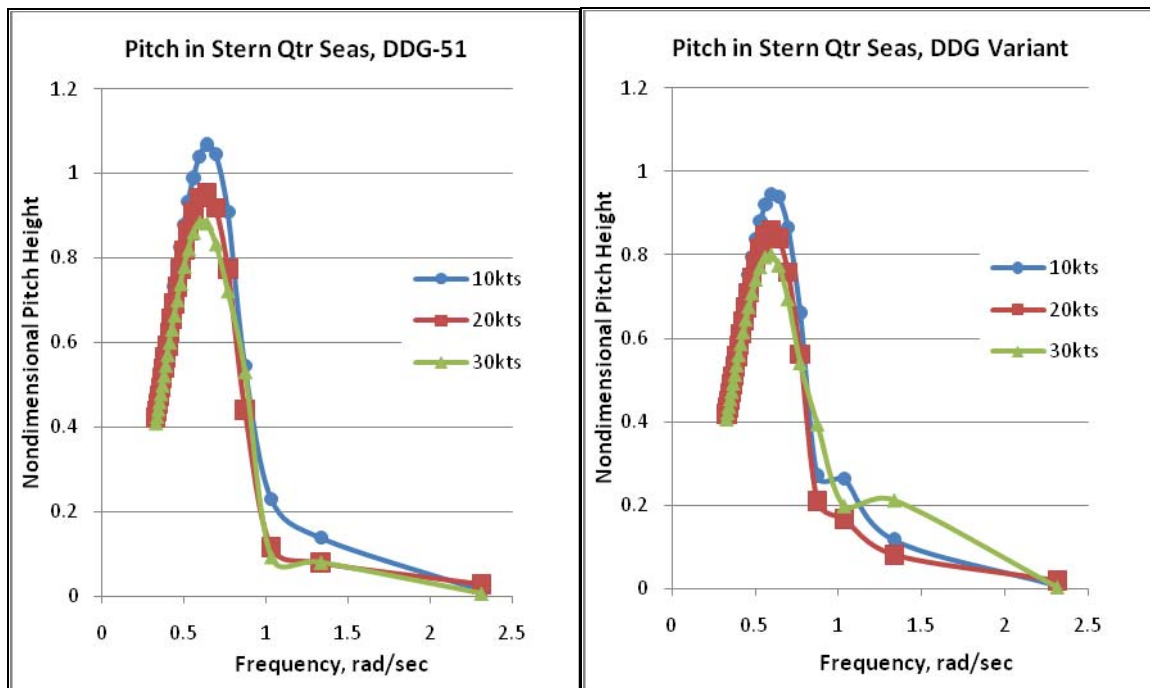 Pitch in Stern Qtr Seas, DDG-51
1.2
1
0.8
0.6
0.4
0.2
0
Nondimensional Pitch Height
10kts
20kts
30kts
0 0.5 1 1.5 2 2.5
Frequency, rad/sec
Pitch in Stern Qtr Seas, DDG Variant
1.2
1
0.8
0.6
0.4
0.2
0
Nondimensional Pitch Height
10kts
20kts
30kts
0 0.5 1 1.5 2 2.5
Frequency, rad/sec